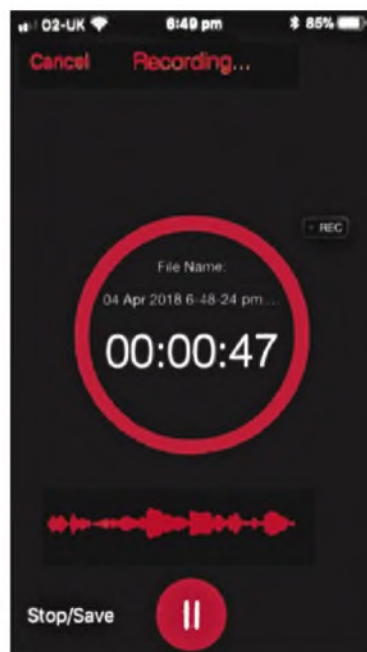 O2-UK 6:49 pm 85%
Cancel Recording...
REC
File Name:
04 Apr 2018 6-48-24 pm ...
00:00:47
Stop/Save